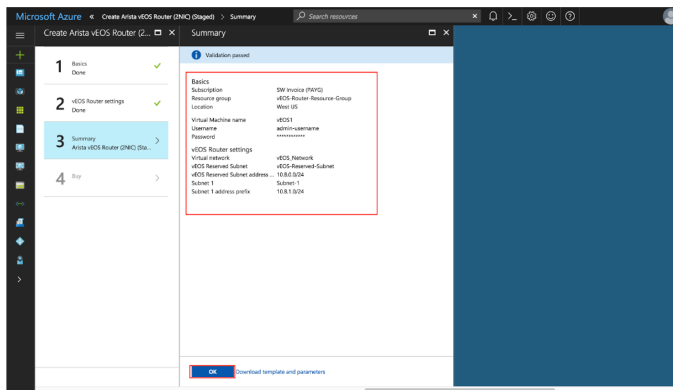 Microsoft Azure « Create Arista vEOS Router (2NIC) (Staged) > Summary
Search resources
Create Arista vEOS Router (2...
Summary
Validation passed
1 Basics
Done
2 vEOS Router settings
Done
3 Summary
Arista vEOS Router (2NIC) (Sta...
4 Buy
Basics
Subscription SW Invoice (PAYG)
Resource group vEOS-Router-Resource-Group
Location West US
Virtual Machine name vEOS1
Username admin-username
Password ************
vEOS Router settings
Virtual network vEOS_Network
vEOS Reserved Subnet vEOS-Reserved-Subnet
vEOS Reserved Subnet address ... 10.8.0.0/24
Subnet 1 Subnet-1
Subnet 1 address prefix 10.8.1.0/24
OK Download template and parameters